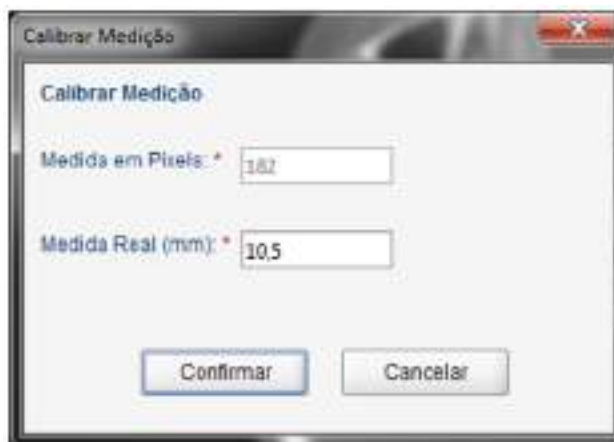 Calibrar Medição
Calibrar Medição
Medida em Pixels: * 182
Medida Real (mm): * 10,5
Confirmar Cancelar